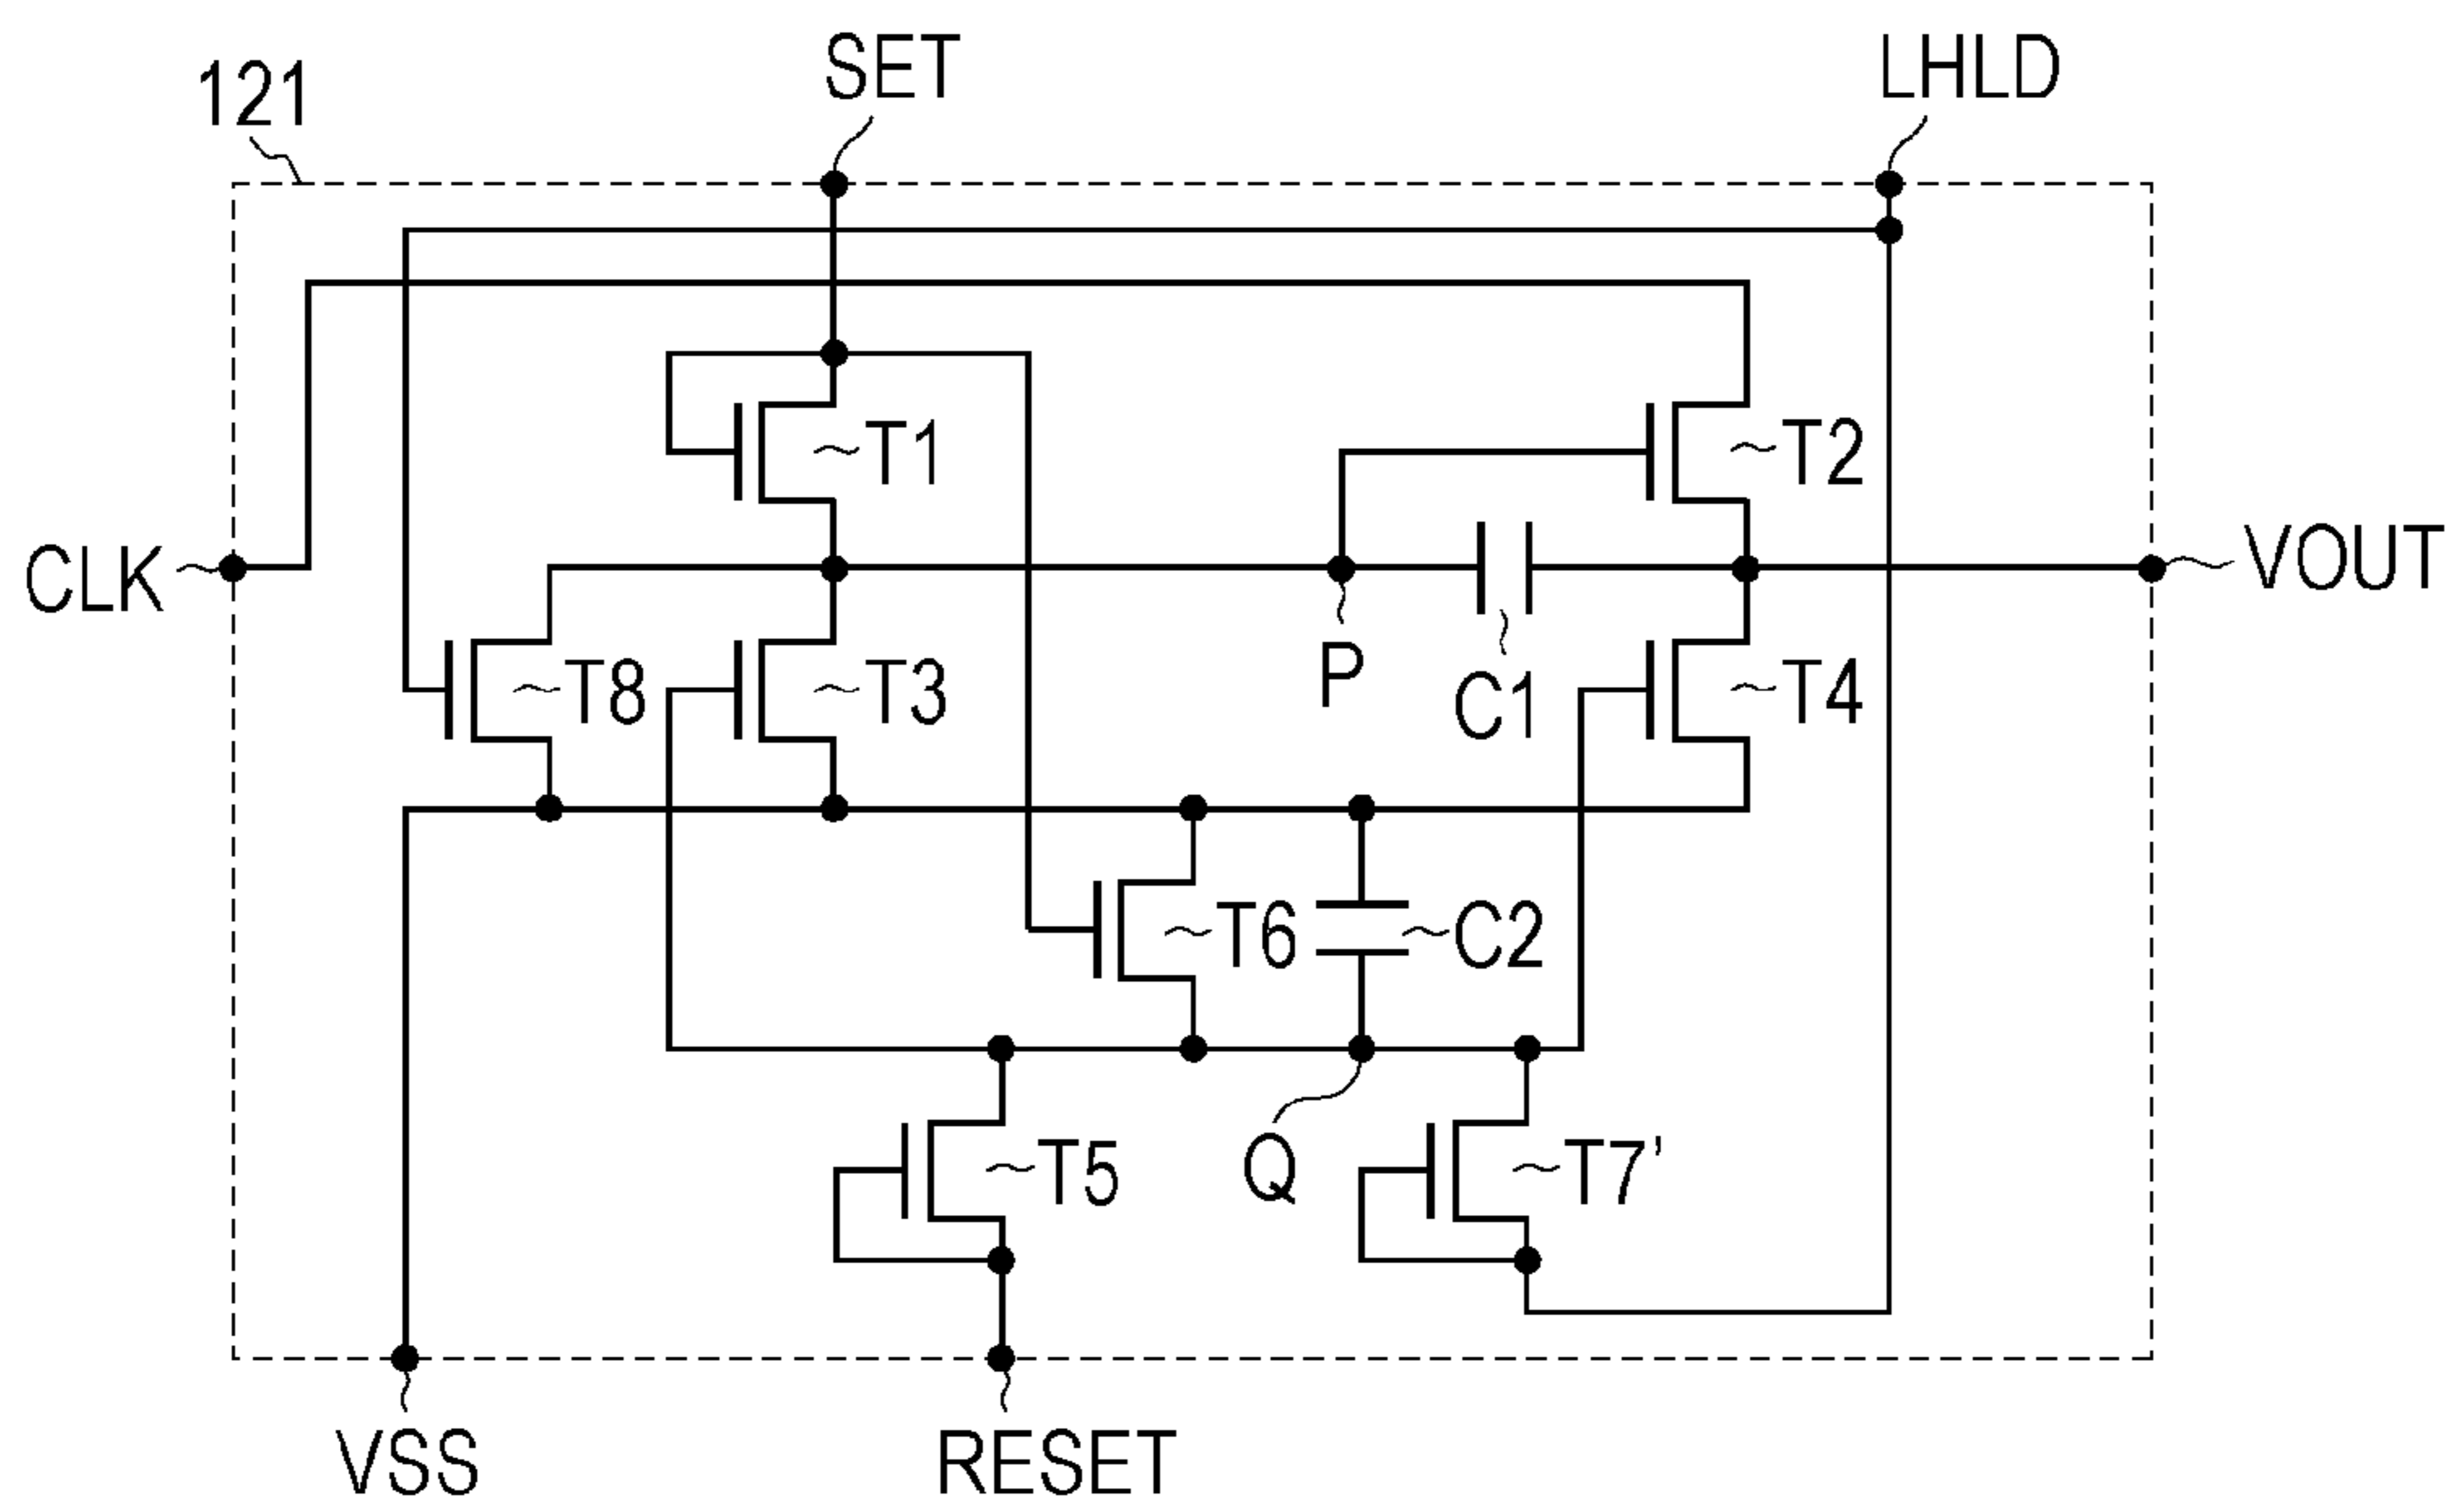 SET
LHLD
121
T1
T2
CLK
VOUT
P
T8
T3
C1
T4
T6
C2
T5
Q
T7'
VSS
RESET